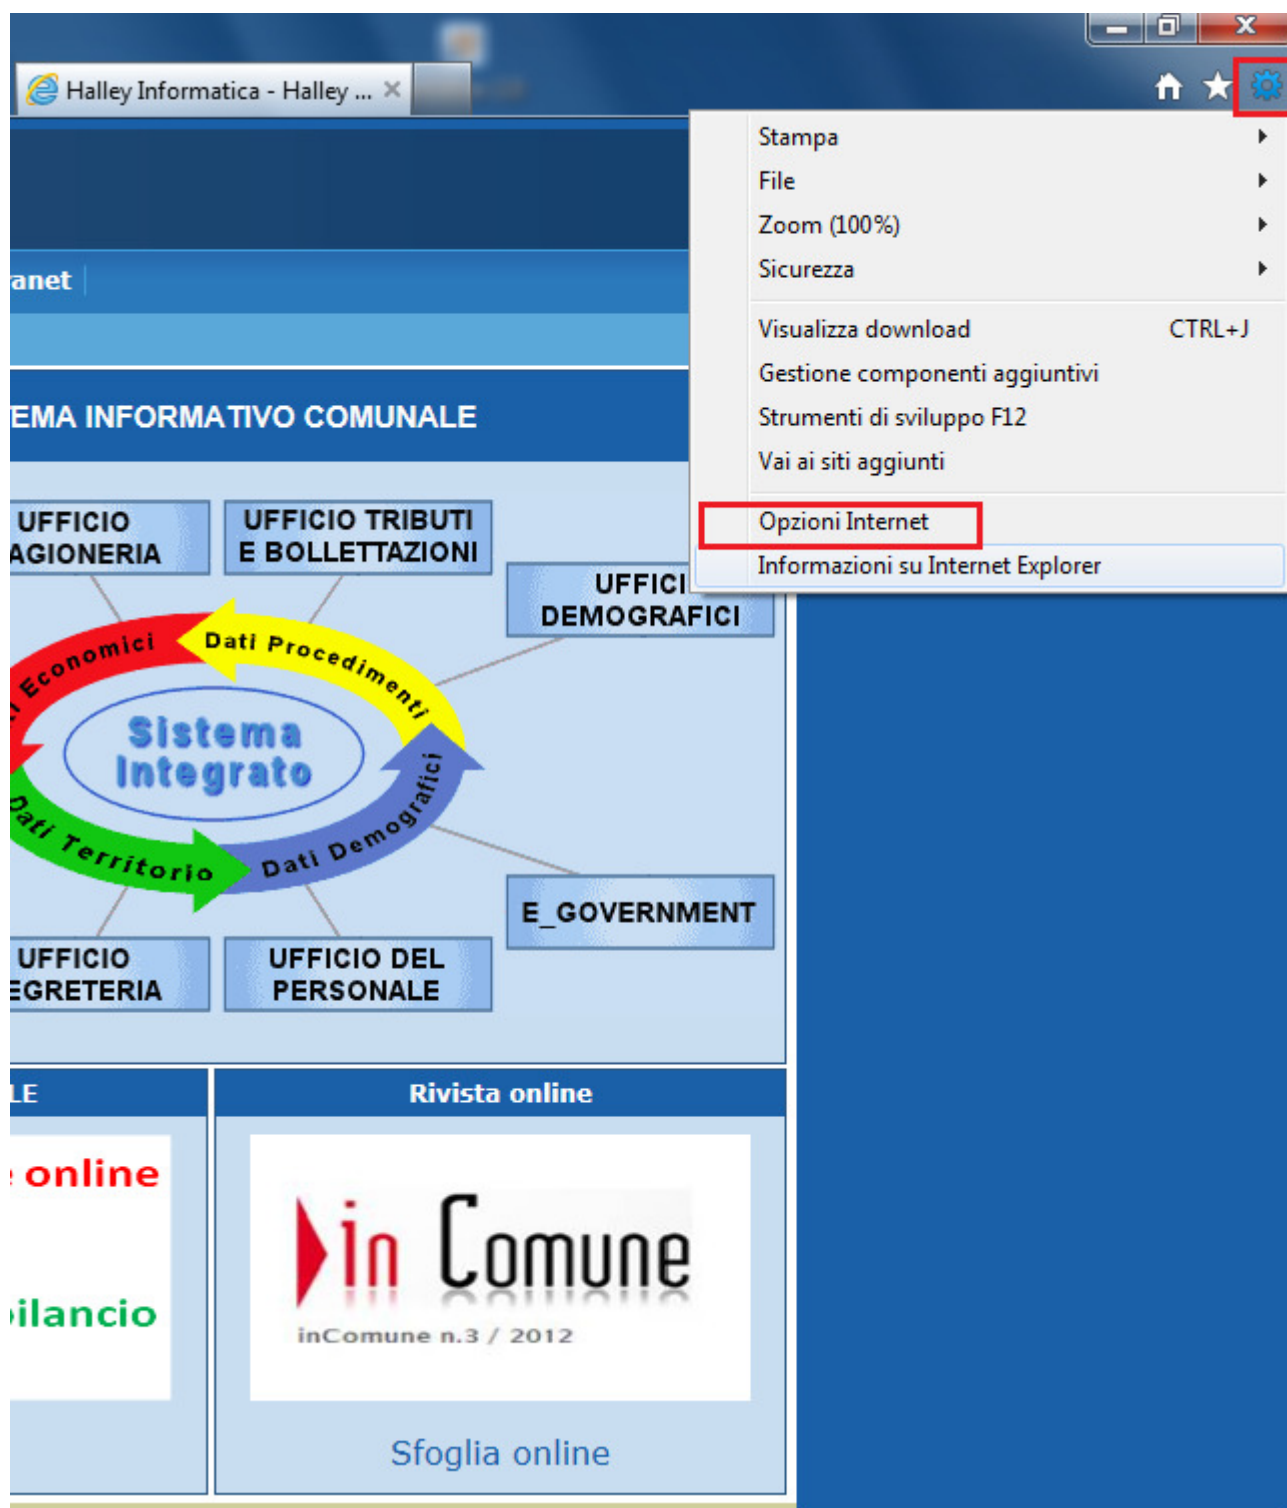 Halley Informatica - Halley ...
Stampa
File
Zoom (100%)
Sicurezza
Visualizza download CTRL+J
Gestione componenti aggiuntivi
Strumenti di sviluppo F12
Vai ai siti aggiunti
Opzioni Internet
Informazioni su Internet Explorer
anet
EMA INFORMATIVO COMUNALE
UFFICIO
AGIONERIA
UFFICIO TRIBUTI
E BOLLETTAZIONI
UFFICI
DEMOGRAFICI
Economici
Dati Procedimenti
Sistema
Integrato
Dati Territorio
Dati Demografici
E_GOVERNMENT
UFFICIO
EGRETERIA
UFFICIO DEL
PERSONALE
LE
Rivista online
online
ilancio
in Comune
inComune n.3 / 2012
Sfoglia online